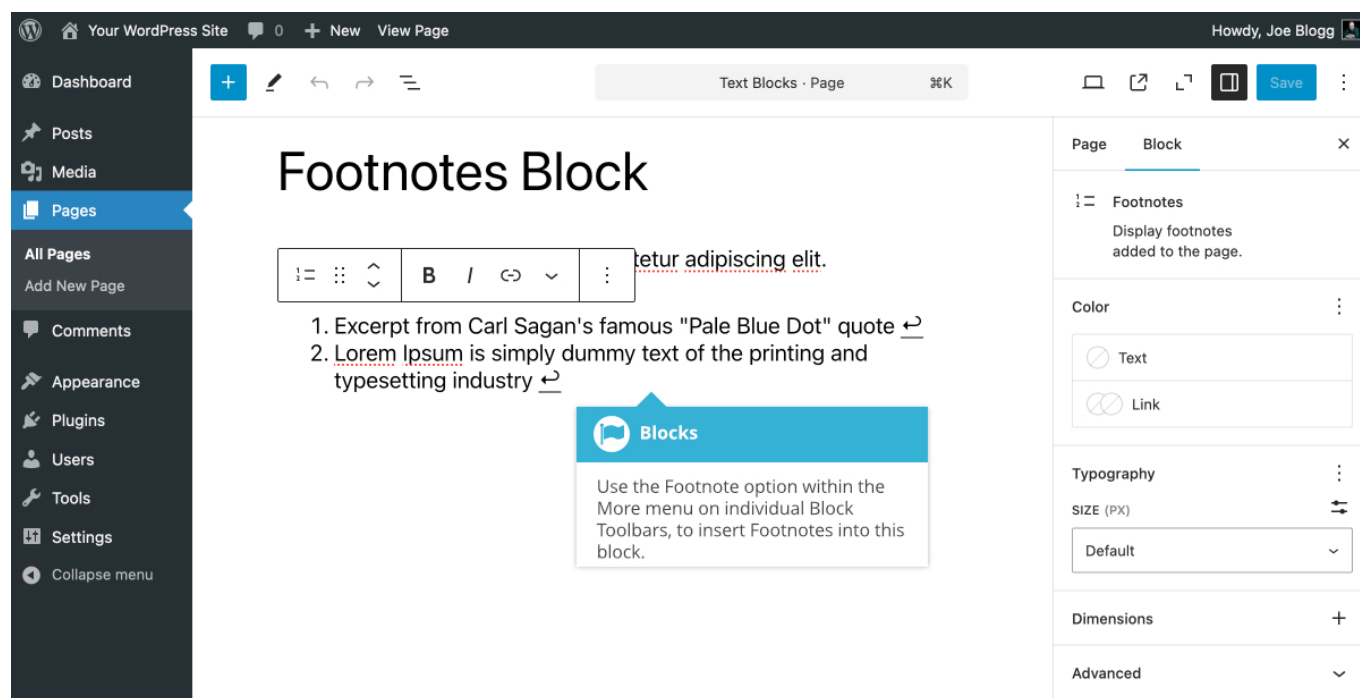 Your WordPress Site 0 New View Page Howdy, Joe Blogg
Dashboard
Posts
Media
Pages
All Pages
Add New Page
Comments
Appearance
Plugins
Users
Tools
Settings
Collapse menu
Text Blocks · Page ⌘K
Save
Footnotes Block
adipiscing elit.
B I
1. Excerpt from Carl Sagan's famous "Pale Blue Dot" quote ↩
2. Lorem Ipsum is simply dummy text of the printing and
typesetting industry ↩
Blocks
Use the Footnote option within the
More menu on individual Block
Toolbars, to insert Footnotes into this
block.
Page Block
Footnotes
Display footnotes
added to the page.
Color
Text
Link
Typography
SIZE (PX)
Default
Dimensions
Advanced